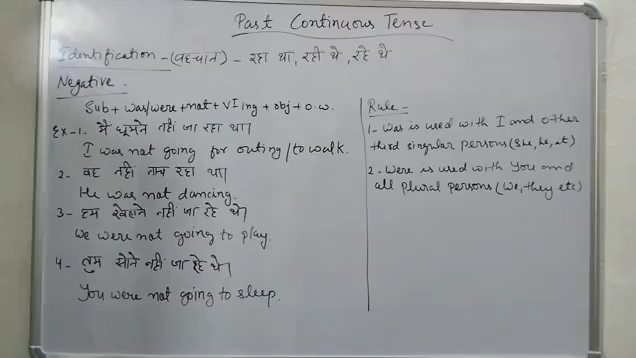 Past Continuous Tense
Identification - (पहचान) - रहा था, रही थे, रहे थे
Negative -
Sub + was/were + not + VI ing + obj + o.w.
Ex-1. मैं घूमने नहीं जा रहा था।
I was not going for outing / to walk.
2. वह नहीं नाच रहा था।
He was not dancing.
3- हम खेलने नहीं जा रहे थे।
We were not going to play.
4- तुम सोने नहीं जा रहे थे।
You were not going to sleep.
Rule -
1- Was is used with I and other
third singular persons (She, he, it)
2- Were is used with you and
all plural persons (We, they etc)